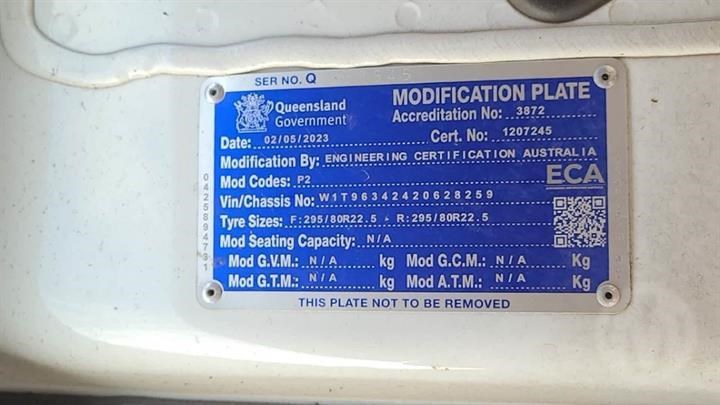 SER NO. Q
Queensland Government
MODIFICATION PLATE
Accreditation No: 3872
Date: 02/05/2023 Cert. No: 1207245
Modification By: ENGINEERING CERTIFICATION AUSTRALIA
Mod Codes: P2
ECA
Vin/Chassis No: W1T96342420628259
Tyre Sizes: F:295/80R22.5 - R:295/80R22.5
Mod Seating Capacity: N/A
Mod G.V.M.: N/A kg Mod G.C.M.: N/A Kg
Mod G.T.M.: N/A kg Mod A.T.M.: N/A Kg
THIS PLATE NOT TO BE REMOVED
0425894731